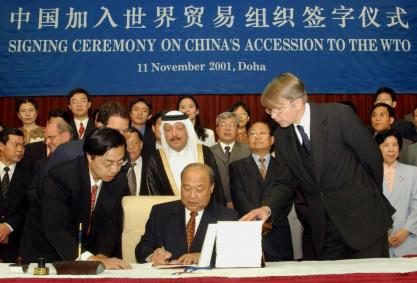 中国加入世界贸易组织签字仪式
SIGNING CEREMONY ON CHINA'S ACCESSION TO THE WTO
11 November 2001, Doha